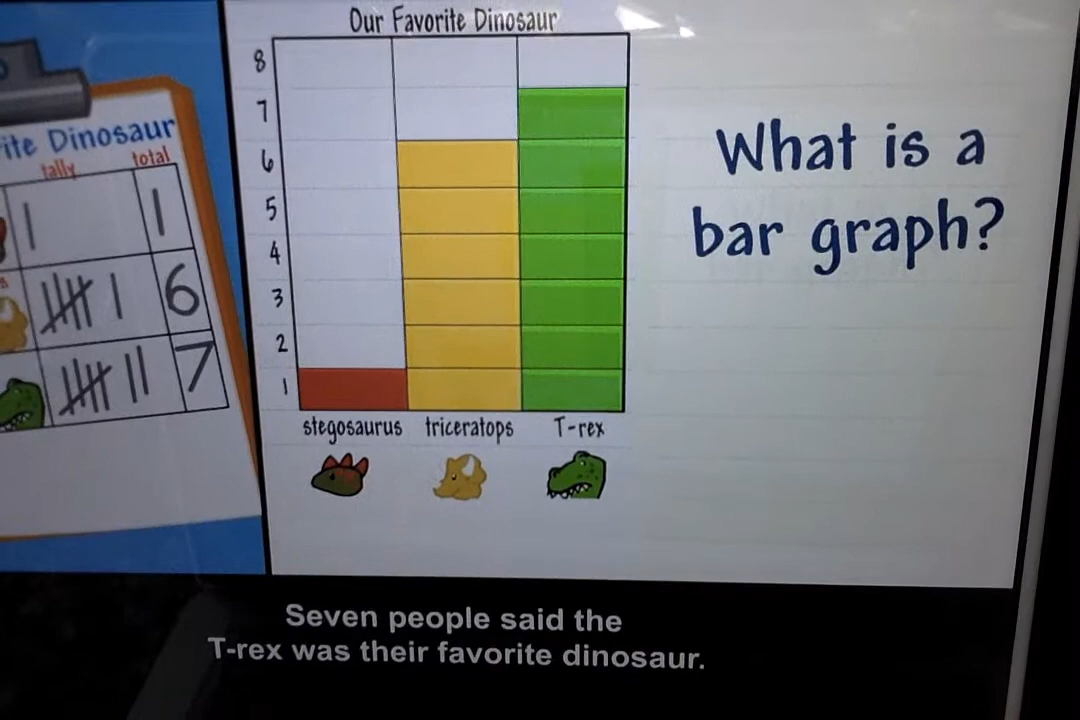 ite Dinosaur
tally total
1
6
7
Our Favorite Dinosaur
8
7
6
5
4
3
2
1
stegosaurus triceratops T-rex
What is a
bar graph?
Seven people said the
T-rex was their favorite dinosaur.